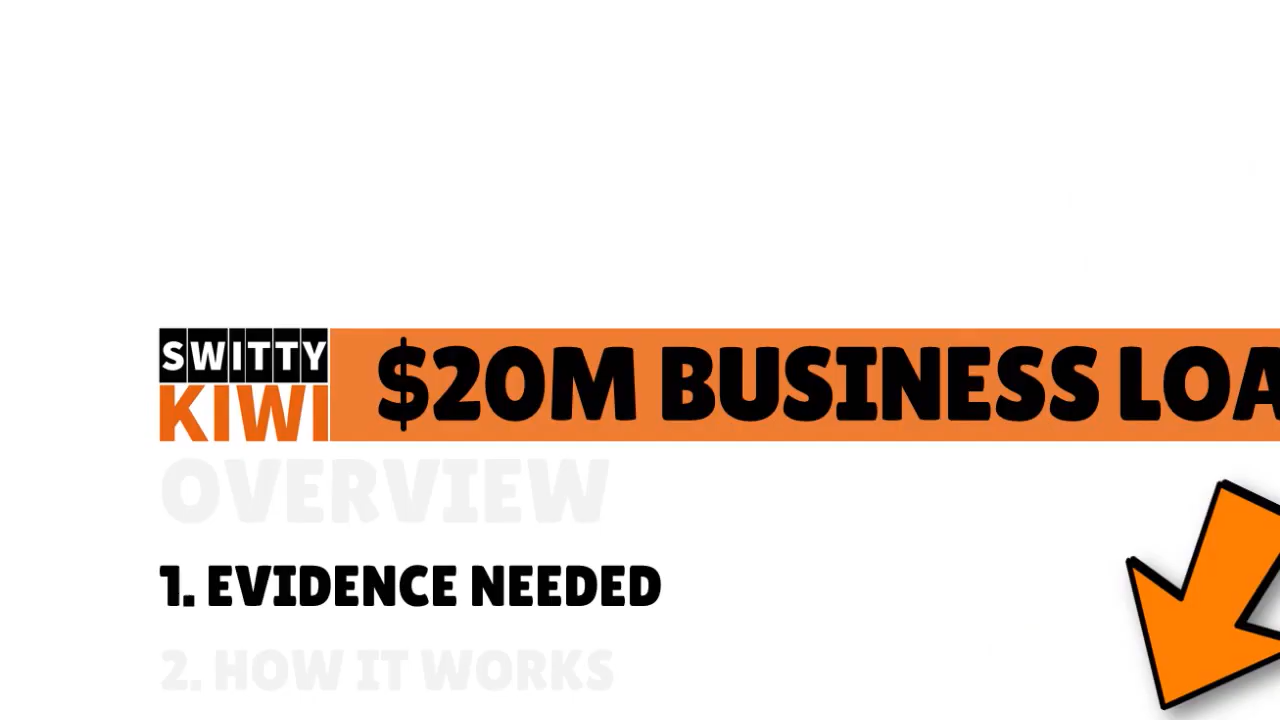 SWITTY
KIWI
$20M BUSINESS LOA
OVERVIEW
1. EVIDENCE NEEDED
2. HOW IT WORKS